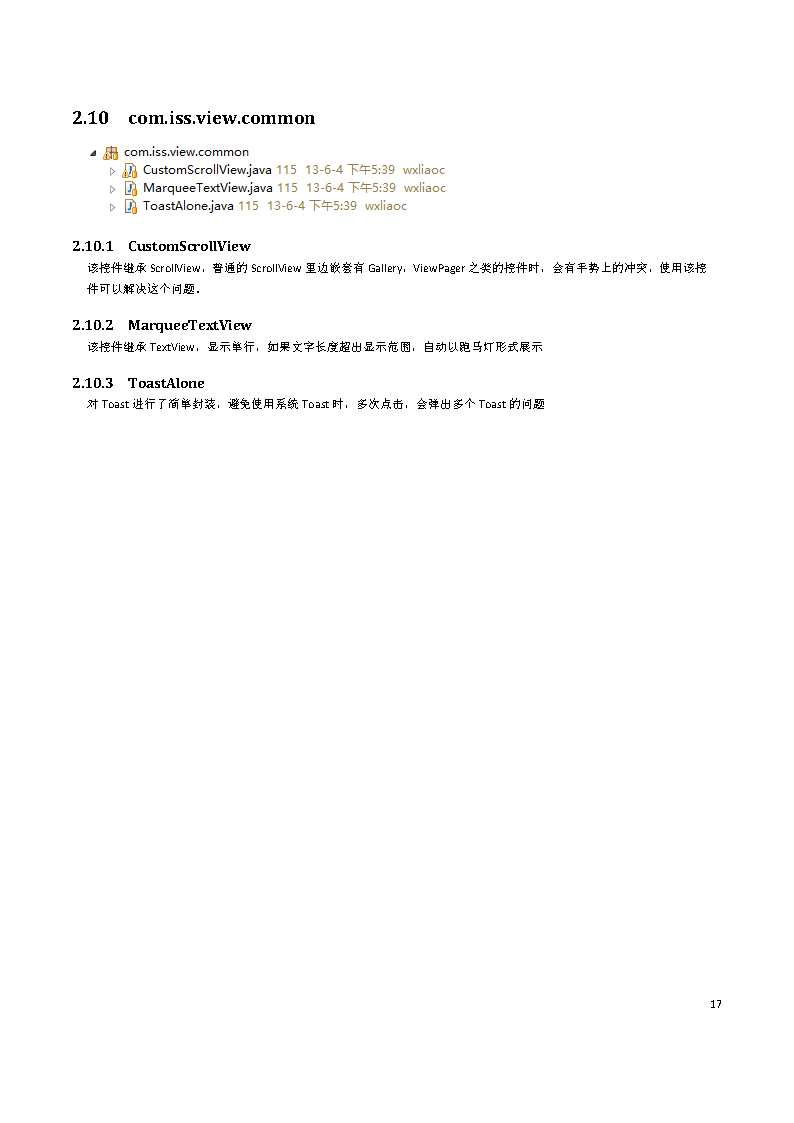 2.10 com.iss.view.common
com.iss.view.common
CustomScrollView.java 115 13-6-4 下午5:39 wxliaoc
MarqueeTextView.java 115 13-6-4 下午5:39 wxliaoc
ToastAlone.java 115 13-6-4 下午5:39 wxliaoc
2.10.1 CustomScrollView
该控件继承 ScrollView，普通的 ScrollView 里边嵌套有 Gallery，ViewPager 之类的控件时，会有手势上的冲突，使用该控
件可以解决这个问题。
2.10.2 MarqueeTextView
该控件继承 TextView，显示单行，如果文字长度超出显示范围，自动以跑马灯形式展示
2.10.3 ToastAlone
对 Toast 进行了简单封装，避免使用系统 Toast 时，多次点击，会弹出多个 Toast 的问题
17